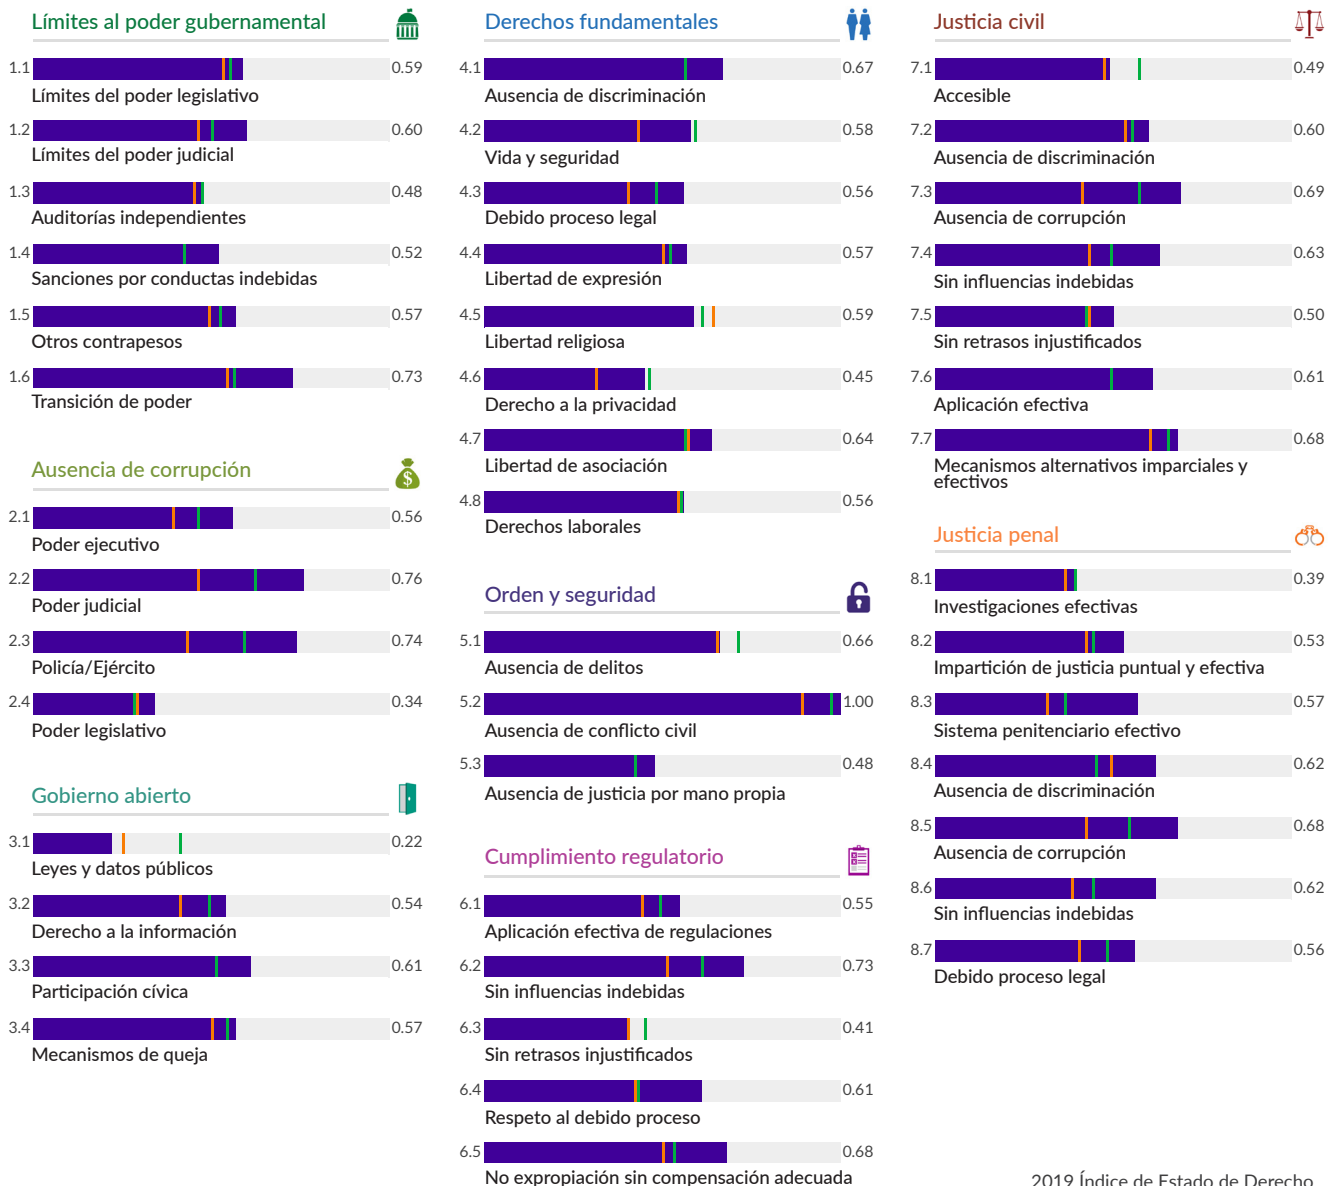 Límites al poder gubernamental
1.1 0.59
Límites del poder legislativo
1.2 0.60
Límites del poder judicial
1.3 0.48
Auditorías independientes
1.4 0.52
Sanciones por conductas indebidas
1.5 0.57
Otros contrapesos
1.6 0.73
Transición de poder
Ausencia de corrupción
$
2.1 0.56
Poder ejecutivo
2.2 0.76
Poder judicial
2.3 0.74
Policía/Ejército
2.4 0.34
Poder legislativo
Gobierno abierto
3.1 0.22
Leyes y datos públicos
3.2 0.54
Derecho a la información
3.3 0.61
Participación cívica
3.4 0.57
Mecanismos de queja
Derechos fundamentales
4.1 0.67
Ausencia de discriminación
4.2 0.58
Vida y seguridad
4.3 0.56
Debido proceso legal
4.4 0.57
Libertad de expresión
4.5 0.59
Libertad religiosa
4.6 0.45
Derecho a la privacidad
4.7 0.64
Libertad de asociación
4.8 0.56
Derechos laborales
Orden y seguridad
5.1 0.66
Ausencia de delitos
5.2 1.00
Ausencia de conflicto civil
5.3 0.48
Ausencia de justicia por mano propia
Cumplimiento regulatorio
6.1 0.55
Aplicación efectiva de regulaciones
6.2 0.73
Sin influencias indebidas
6.3 0.41
Sin retrasos injustificados
6.4 0.61
Respeto al debido proceso
6.5 0.68
No expropiación sin compensación adecuada
Justicia civil
7.1 0.49
Accesible
7.2 0.60
Ausencia de discriminación
7.3 0.69
Ausencia de corrupción
7.4 0.63
Sin influencias indebidas
7.5 0.50
Sin retrasos injustificados
7.6 0.61
Aplicación efectiva
7.7 0.68
Mecanismos alternativos imparciales y
efectivos
Justicia penal
8.1 0.39
Investigaciones efectivas
8.2 0.53
Impartición de justicia puntual y efectiva
8.3 0.57
Sistema penitenciario efectivo
8.4 0.62
Ausencia de discriminación
8.5 0.68
Ausencia de corrupción
8.6 0.62
Sin influencias indebidas
8.7 0.56
Debido proceso legal
2019 Índice de Estado de Derecho